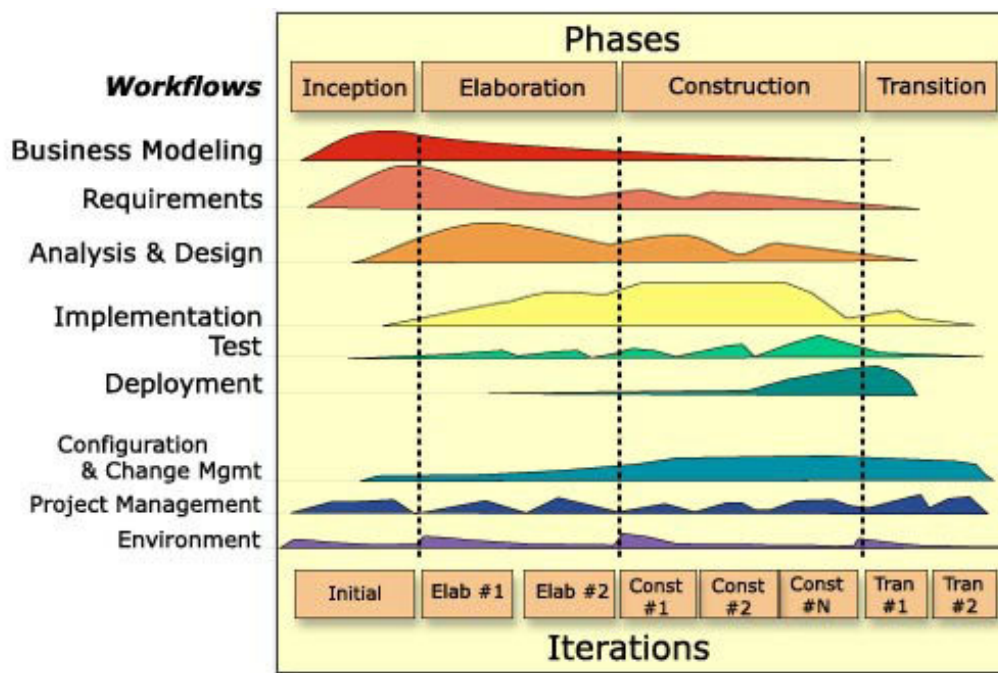 Phases
Workflows
Inception
Elaboration
Construction
Transition
Business Modeling
Requirements
Analysis & Design
Implementation
Test
Deployment
Configuration
& Change Mgmt
Project Management
Environment
Initial
Elab #1
Elab #2
Const
#1
Const
#2
Const
#N
Tran
#1
Tran
#2
Iterations